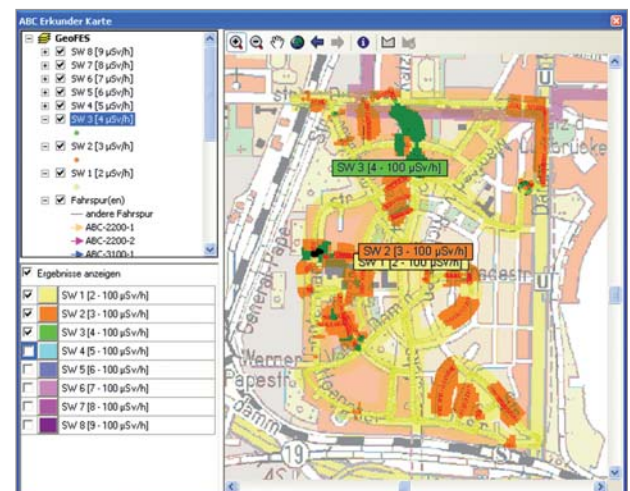 ABC Erkunder Karte
GeoFES
SW 8 [9 µSv/h]
SW 7 [8 µSv/h]
SW 6 [7 µSv/h]
SW 5 [6 µSv/h]
SW 4 [5 µSv/h]
SW 3 [4 µSv/h]
SW 2 [3 µSv/h]
SW 1 [2 µSv/h]
Fahrspur(en)
andere Fahrspur
ABC-2200-1
ABC-2200-2
ABC-3100-1
Ergebnisse anzeigen
SW 1 [2 - 100 µSv/h]
SW 2 [3 - 100 µSv/h]
SW 3 [4 - 100 µSv/h]
SW 4 [5 - 100 µSv/h]
SW 5 [6 - 100 µSv/h]
SW 6 [7 - 100 µSv/h]
SW 7 [8 - 100 µSv/h]
SW 8 [9 - 100 µSv/h]
U
SW 3 [4 - 100 µSv/h]
SW 2 [3 - 100 µSv/h]
SW 1 [2 - 100 µSv/h]
General-Pape
Werner
Papestr.
damm
19
S
U